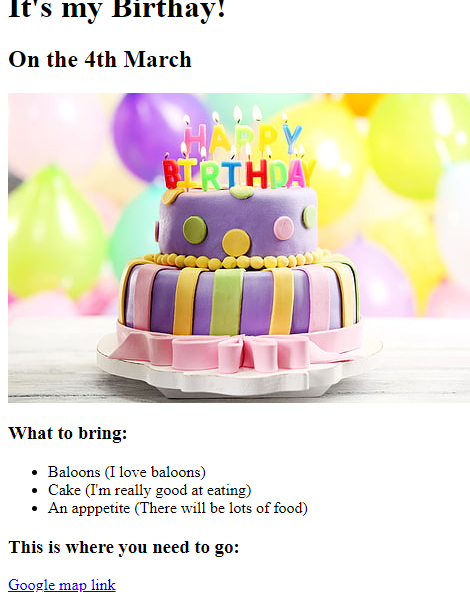 It's my Birthay!
On the 4th March
HAPPY
BIRTHDAY
What to bring:
Baloons (I love baloons)
Cake (I'm really good at eating)
An apppetite (There will be lots of food)
This is where you need to go:
Google map link